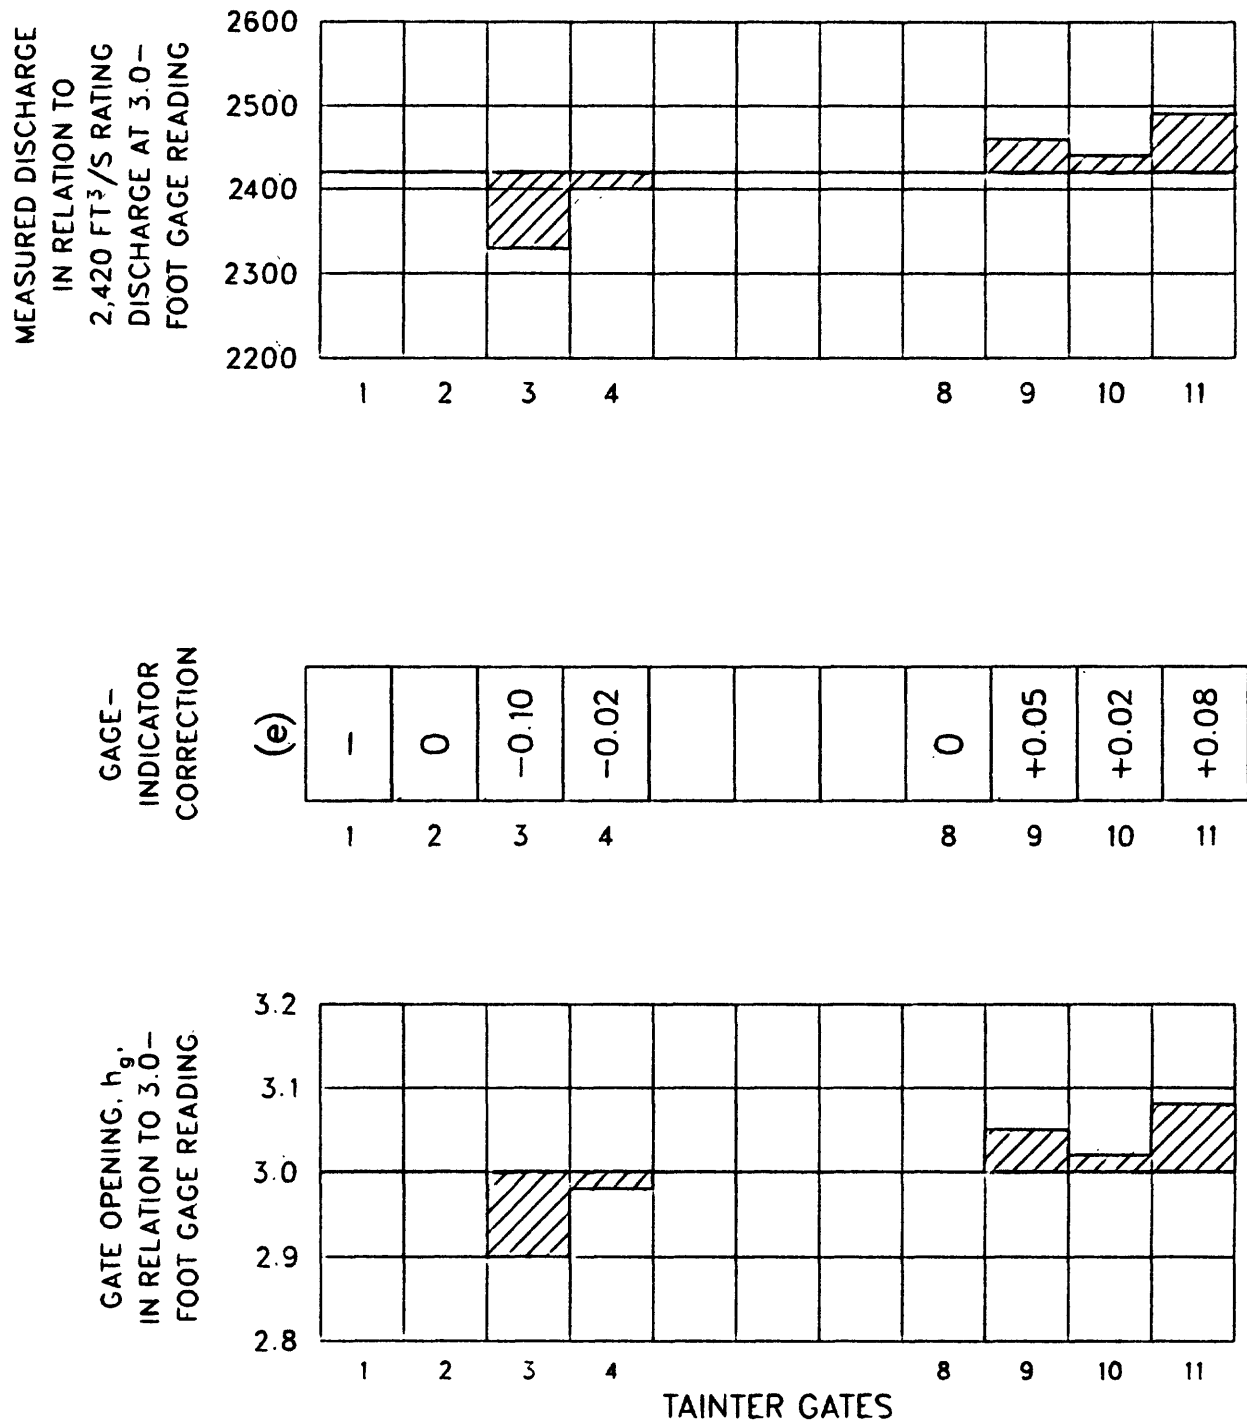 MEASURED DISCHARGE
IN RELATION TO
2,420 FT³/S RATING
DISCHARGE AT 3.0–
FOOT GAGE READING
2600
2500
2400
2300
2200
1 2 3 4 8 9 10 11
GAGE–
INDICATOR
CORRECTION
(e)
– 0 –0.10 –0.02 0 +0.05 +0.02 +0.08
1 2 3 4 8 9 10 11
GATE OPENING, hg,
IN RELATION TO 3.0–
FOOT GAGE READING
3.2
3.1
3.0
2.9
2.8
1 2 3 4 8 9 10 11
TAINTER GATES